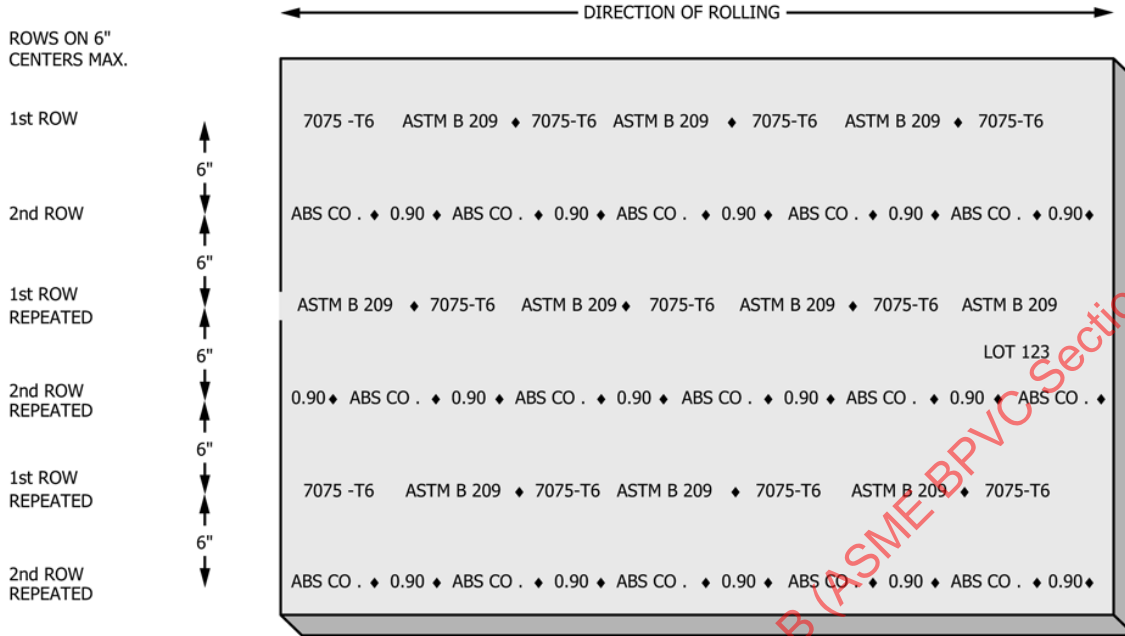 DIRECTION OF ROLLING
ROWS ON 6"
CENTERS MAX.
1st ROW
7075 -T6 ASTM B 209 ♦ 7075-T6 ASTM B 209 ♦ 7075-T6 ASTM B 209 ♦ 7075-T6
6"
2nd ROW
ABS CO . ♦ 0.90 ♦ ABS CO . ♦ 0.90 ♦ ABS CO . ♦ 0.90 ♦ ABS CO . ♦ 0.90 ♦ ABS CO . ♦ 0.90♦
6"
1st ROW
REPEATED
ASTM B 209 ♦ 7075-T6 ASTM B 209♦ 7075-T6 ASTM B 209 ♦ 7075-T6 ASTM B 209
6"
LOT 123
2nd ROW
REPEATED
0.90♦ ABS CO . ♦ 0.90 ♦ ABS CO . ♦ 0.90 ♦ ABS CO . ♦ 0.90 ♦ ABS CO . ♦ 0.90 ♦ ABS CO . ♦
6"
1st ROW
REPEATED
7075 -T6 ASTM B 209 ♦ 7075-T6 ASTM B 209 ♦ 7075-T6 ASTM B 209 ♦ 7075-T6
6"
2nd ROW
REPEATED
ABS CO . ♦ 0.90 ♦ ABS CO . ♦ 0.90 ♦ ABS CO . ♦ 0.90 ♦ ABS CO . ♦ 0.90 ♦ ABS CO . ♦ 0.90♦
B (ASME BPVC Sectio